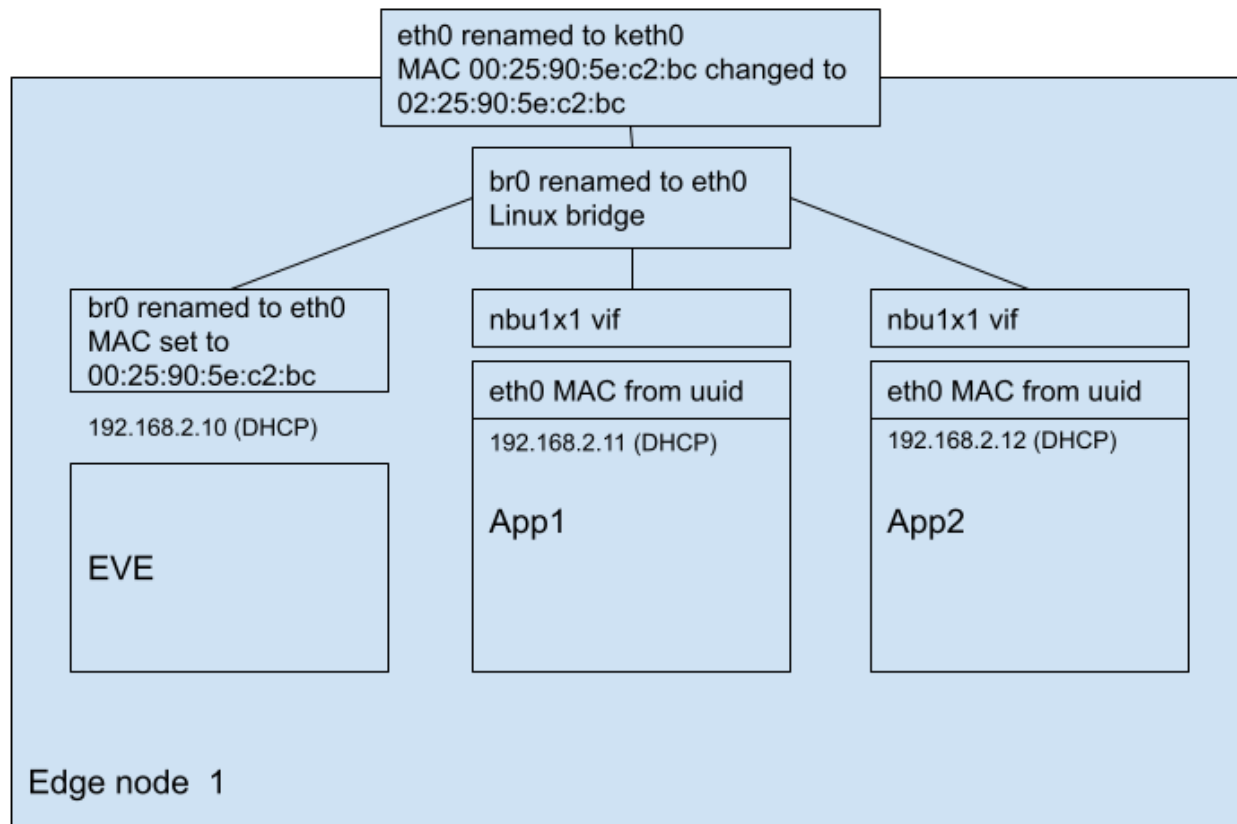 eth0 renamed to keth0
MAC 00:25:90:5e:c2:bc changed to
02:25:90:5e:c2:bc
br0 renamed to eth0
Linux bridge
br0 renamed to eth0
MAC set to
00:25:90:5e:c2:bc
192.168.2.10 (DHCP)
EVE
nbu1x1 vif
eth0 MAC from uuid
192.168.2.11 (DHCP)
App1
nbu1x1 vif
eth0 MAC from uuid
192.168.2.12 (DHCP)
App2
Edge node 1